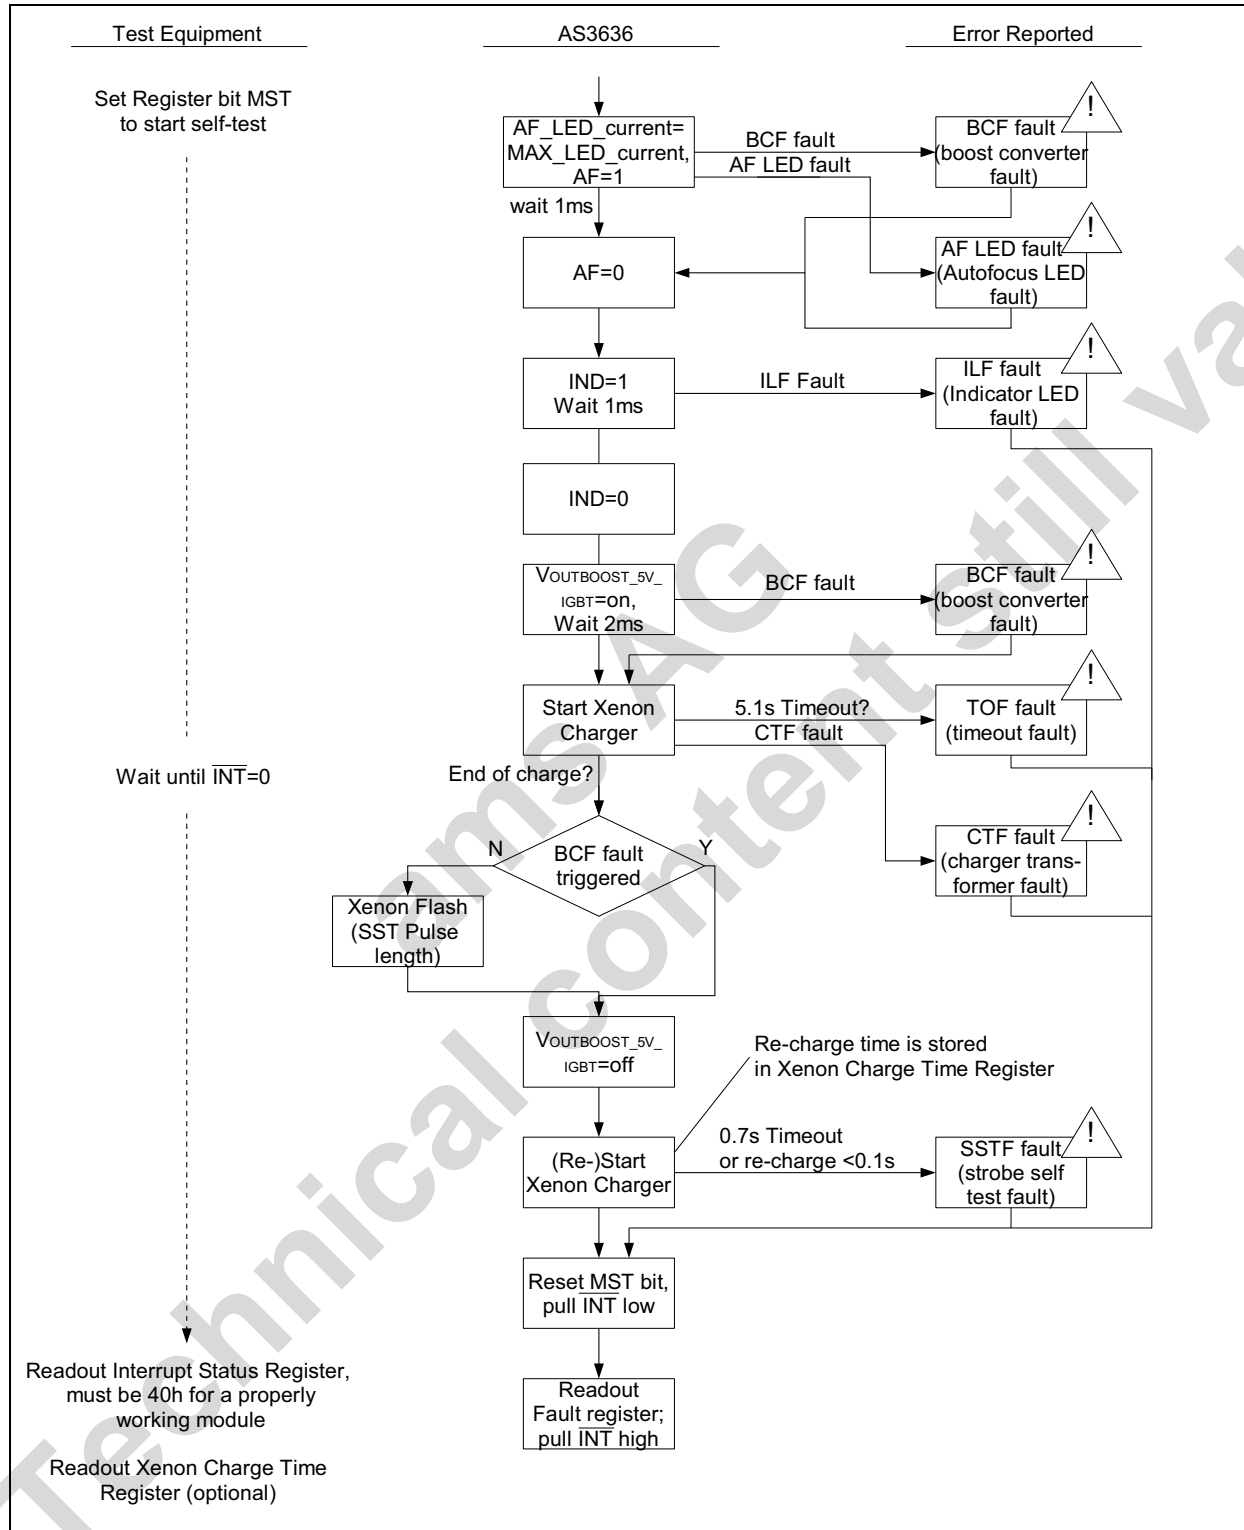 Test Equipment
AS3636
Error Reported
Set Register bit MST
to start self-test
AF_LED_current=
MAX_LED_current,
AF=1
BCF fault
AF LED fault
!
BCF fault
(boost converter
fault)
wait 1ms
AF=0
!
AF LED fault
(Autofocus LED
fault)
IND=1
Wait 1ms
ILF Fault
!
ILF fault
(Indicator LED
fault)
IND=0
VOUTBOOST_5V_
IGBT=on,
Wait 2ms
BCF fault
!
BCF fault
(boost converter
fault)
Start Xenon
Charger
5.1s Timeout?
CTF fault
!
TOF fault
(timeout fault)
Wait until INT=0
End of charge?
N
BCF fault
triggered
Y
!
CTF fault
(charger trans-
former fault)
Xenon Flash
(SST Pulse
length)
VOUTBOOST_5V_
IGBT=off
Re-charge time is stored
in Xenon Charge Time Register
(Re-)Start
Xenon Charger
0.7s Timeout
or re-charge <0.1s
!
SSTF fault
(strobe self
test fault)
Reset MST bit,
pull INT low
Readout Interrupt Status Register,
must be 40h for a properly
working module
Readout
Fault register;
pull INT high
Readout Xenon Charge Time
Register (optional)
ams AG
Technical content still va